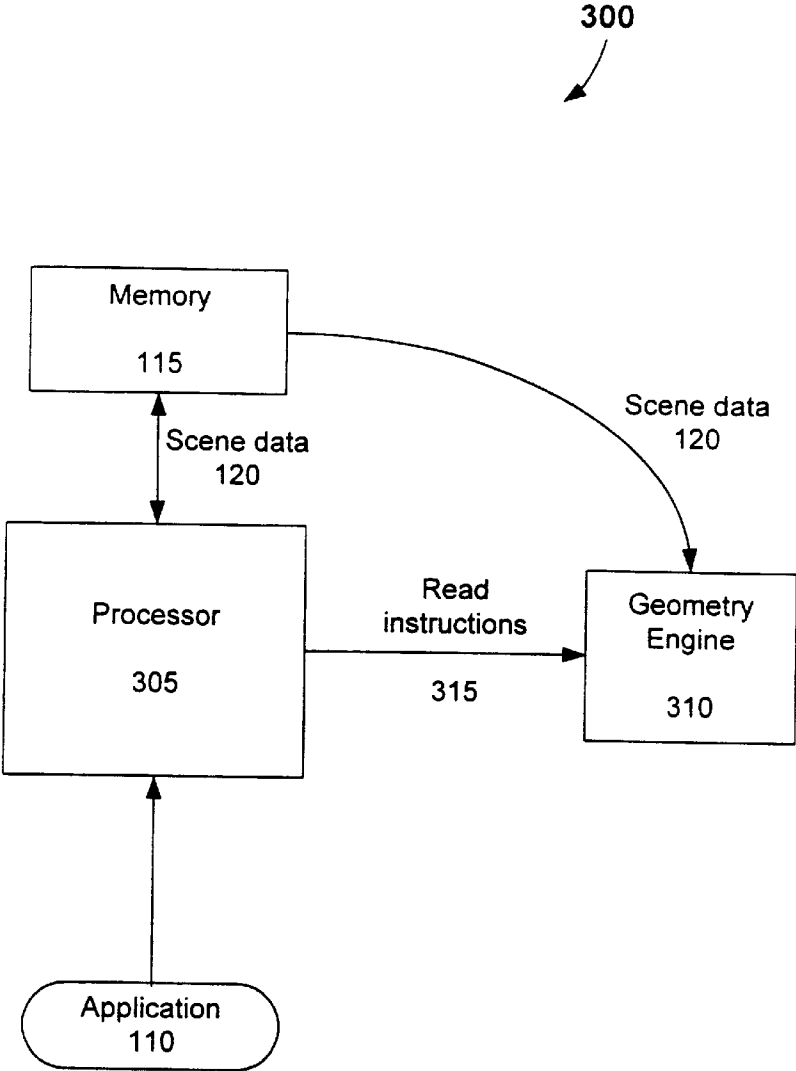 300
Memory
115
Scene data
120
Scene data
120
Processor
305
Read
instructions
315
Geometry
Engine
310
Application
110